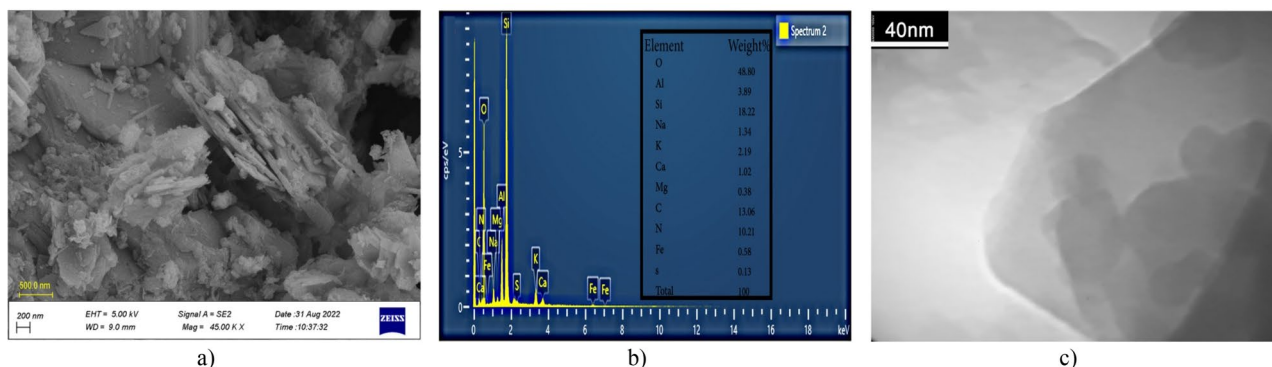 500.0 nm
200 nm
EHT = 5.00 kV
Signal A = SE2
Date :31 Aug 2022
WD = 9.0 mm
Mag = 45.00 K X
Time :10:37:32
ZEISS
a)
Spectrum 2
Element Weight%
O 48.80
Al 3.89
Si 18.22
Na 1.34
K 2.19
Ca 1.02
Mg 0.38
C 13.06
N 10.21
Fe 0.58
s 0.13
Total 100
Si
O
Al
N
Mg
C
Na
Fe
Ca
S
K
Ca
Fe
Fe
cps/eV
5
0
0 2 4 6 8 10 12 14 16 18 keV
b)
40nm
c)